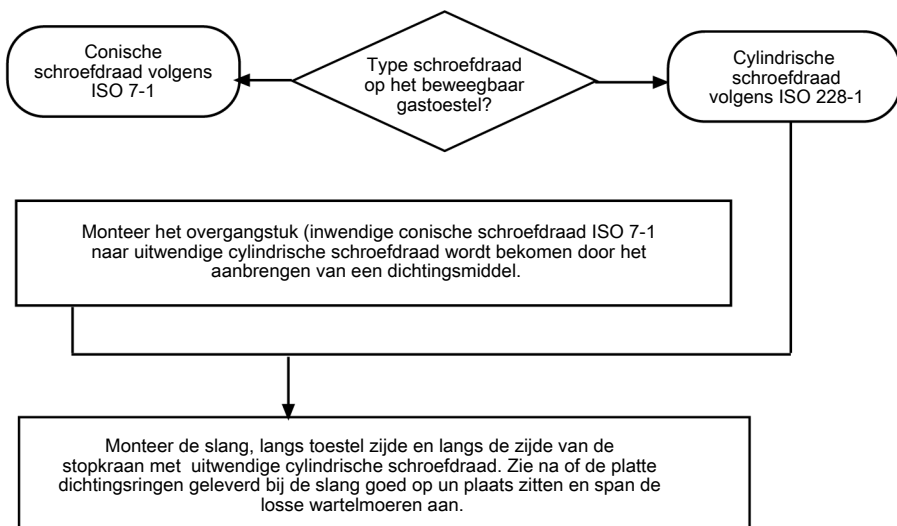 Conische
schroefdraad volgens
ISO 7-1
Type schroefdraad
op het beweegbaar
gastoestel?
Cylindrische
schroefdraad
volgens ISO 228-1
Monteer het overgangstuk (inwendige conische schroefdraad ISO 7-1
naar uitwendige cylindrische schroefdraad wordt bekomen door het
aanbrengen van een dichtingsmiddel.
Monteer de slang, langs toestel zijde en langs de zijde van de
stopkraan met uitwendige cylindrische schroefdraad. Zie na of de platte
dichtingsringen geleverd bij de slang goed op un plaats zitten en span de
losse wartelmoeren aan.